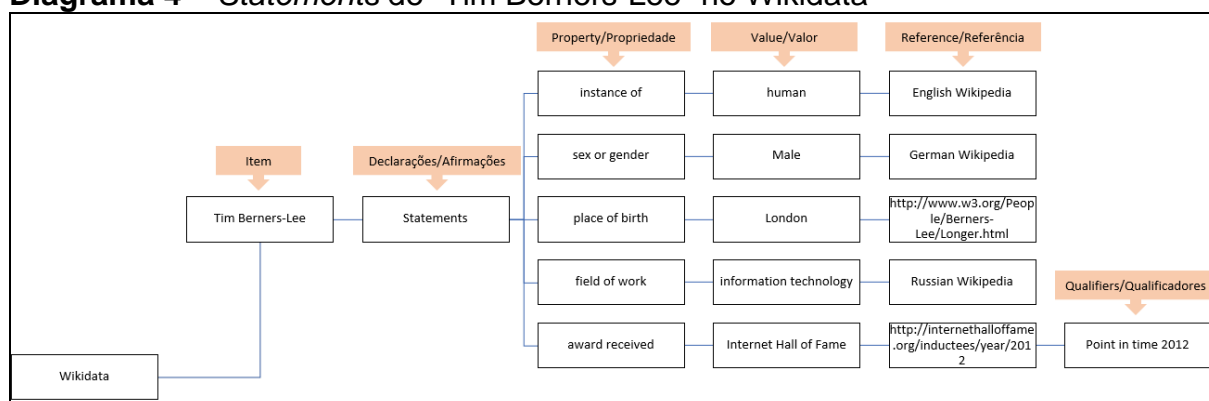 Diagrama 4 – Statements de "Tim Berners-Lee" no Wikidata
Property/Propriedade
Value/Valor
Reference/Referência
instance of
human
English Wikipedia
Item
Declarações/Afirmações
sex or gender
Male
German Wikipedia
Tim Berners-Lee
Statements
place of birth
London
http://www.w3.org/Peop
le/Berners-
Lee/Longer.html
field of work
information technology
Russian Wikipedia
Qualifiers/Qualificadores
award received
Internet Hall of Fame
http://internethalloffame
.org/inductees/year/201
2
Point in time 2012
Wikidata